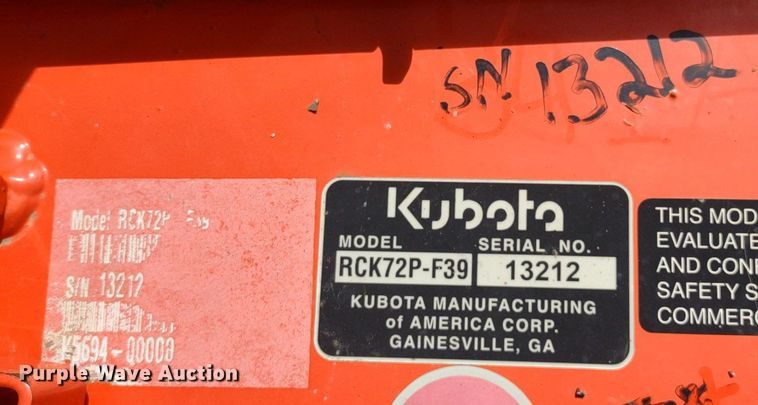 SN 13212
Model RCK72P F39
S/N 13212
K5694-00000
Kubota
MODEL SERIAL NO.
RCK72P-F39 13212
KUBOTA MANUFACTURING
of AMERICA CORP.
GAINESVILLE, GA
THIS MOD
EVALUATE
AND CON
SAFETY S
COMMERC
Purple Wave Auction